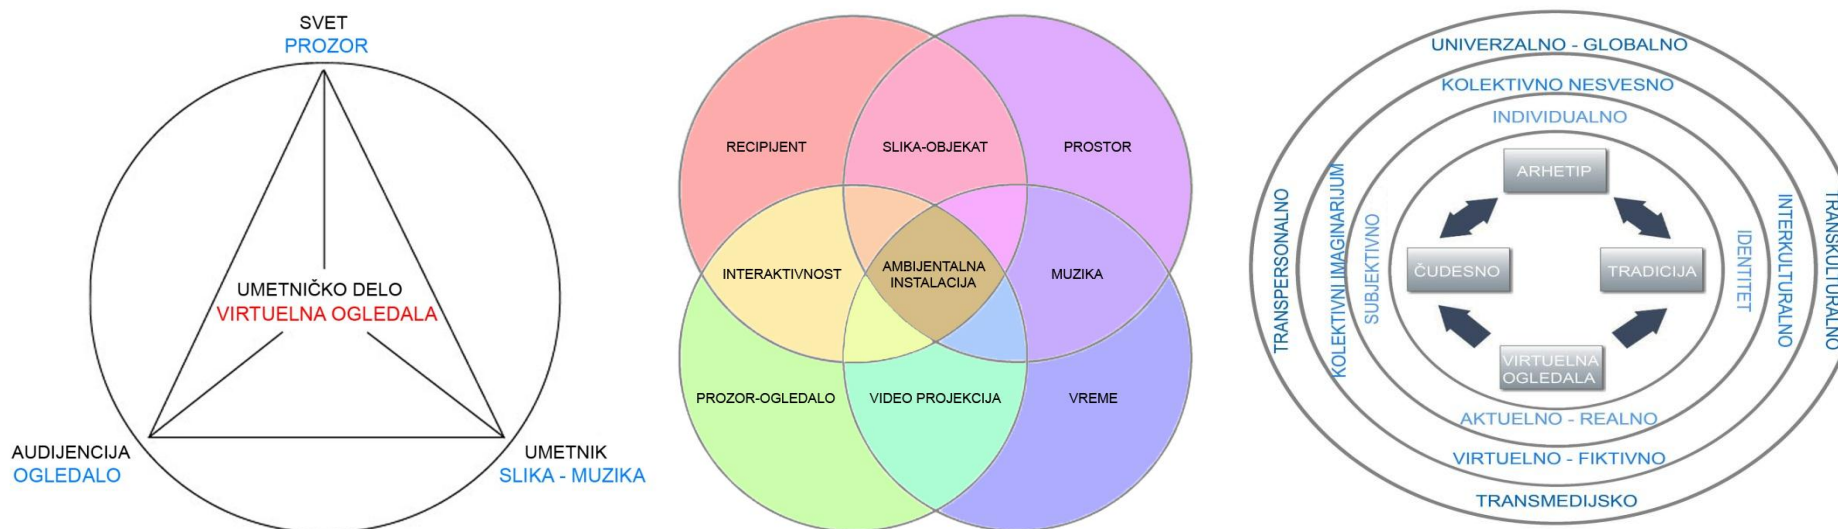 SVET
PROZOR
UMETNIČKO DELO
VIRTUELNA OGLEDALA
AUDIJENCIJA
OGLEDALO
UMETNIK
SLIKA - MUZIKA
RECIPIJENT
SLIKA-OBJEKAT
PROSTOR
INTERAKTIVNOST
AMBIJENTALNA
INSTALACIJA
MUZIKA
PROZOR-OGLEDALO
VIDEO PROJEKCIJA
VREME
UNIVERZALNO - GLOBALNO
KOLEKTIVNO NESVESNO
INDIVIDUALNO
ARHETIP
TRANSPERSONALNO
KOLEKTIVNI IMAGINARIJUM
SUBJEKTIVNO
ČUDESNO
TRADICIJA
IDENTITET
INTERKULTURALNO
TRANSKULTURALNO
VIRTUELNA
OGLEDALA
AKTUELNO - REALNO
VIRTUELNO - FIKTIVNO
TRANSMEDIJSKO